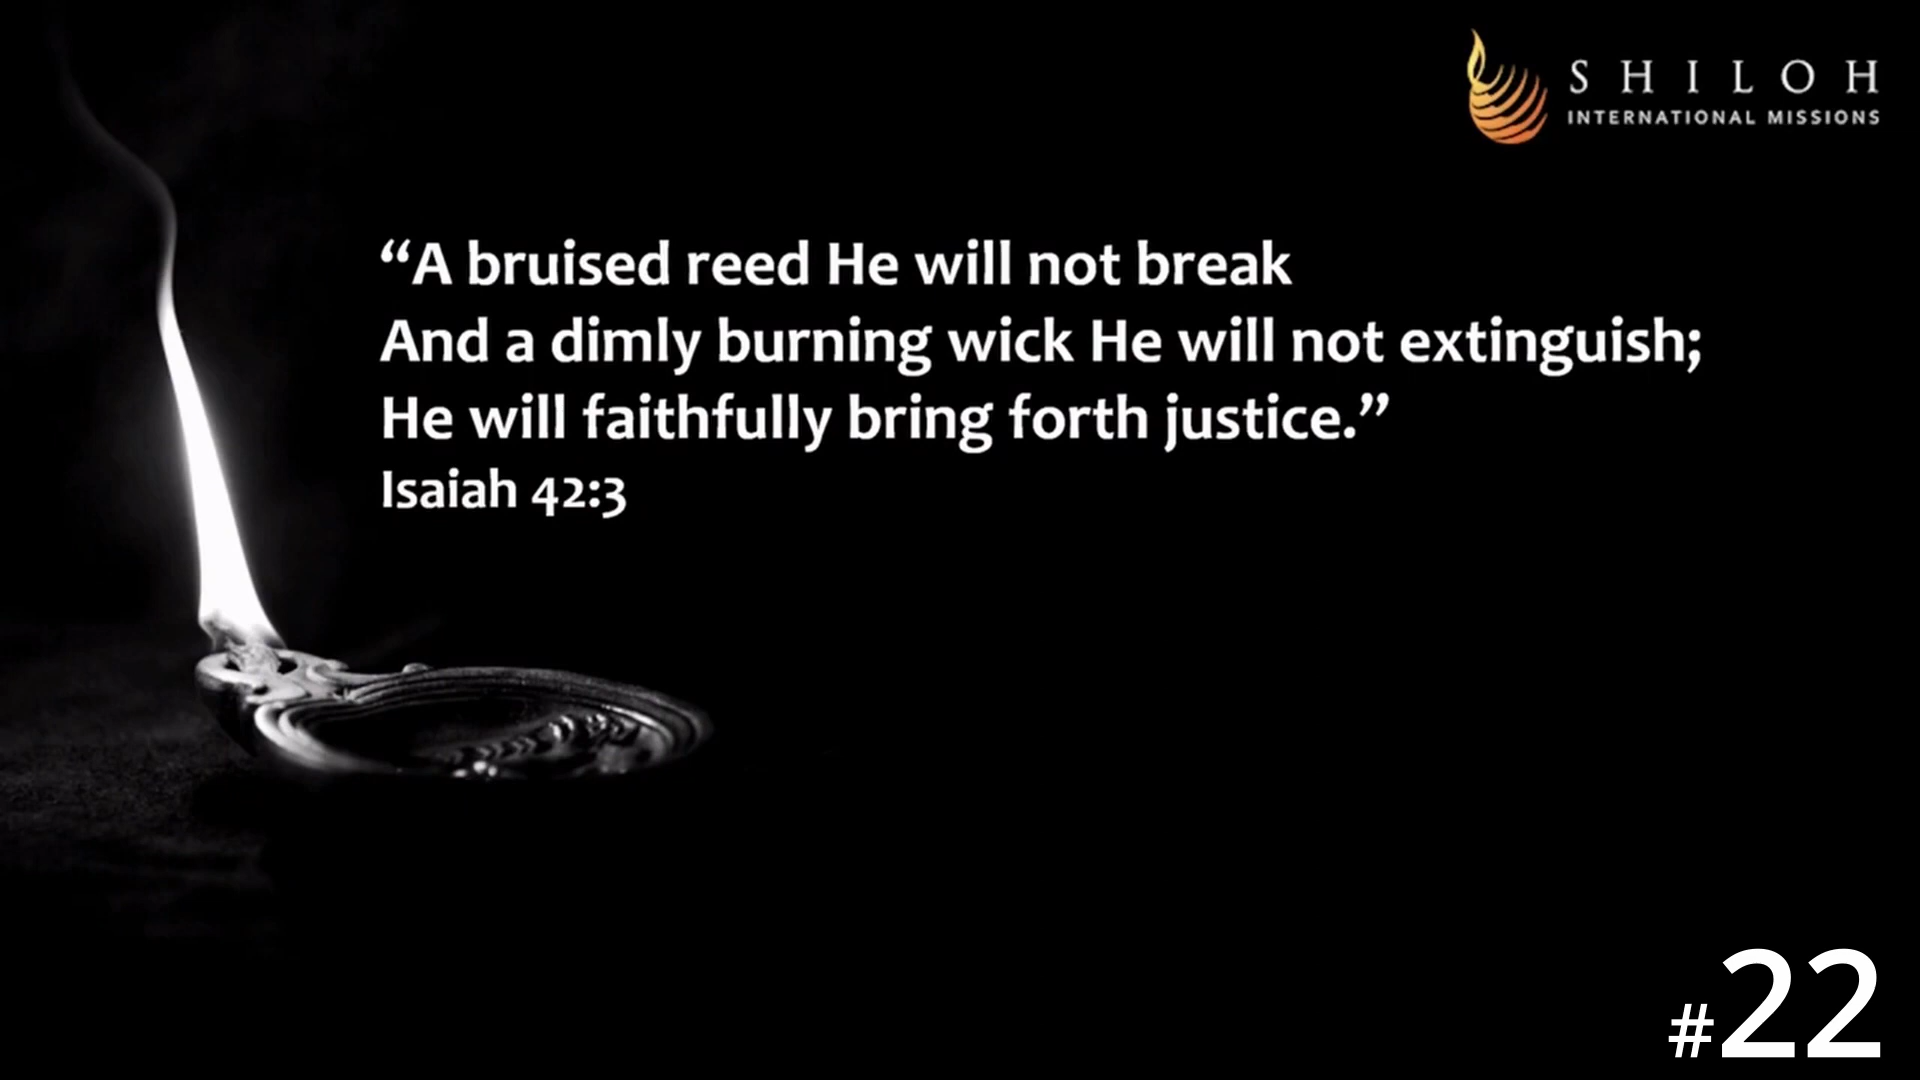 SHILOH
INTERNATIONAL MISSIONS
“A bruised reed He will not break
And a dimly burning wick He will not extinguish;
He will faithfully bring forth justice.”
Isaiah 42:3
#22